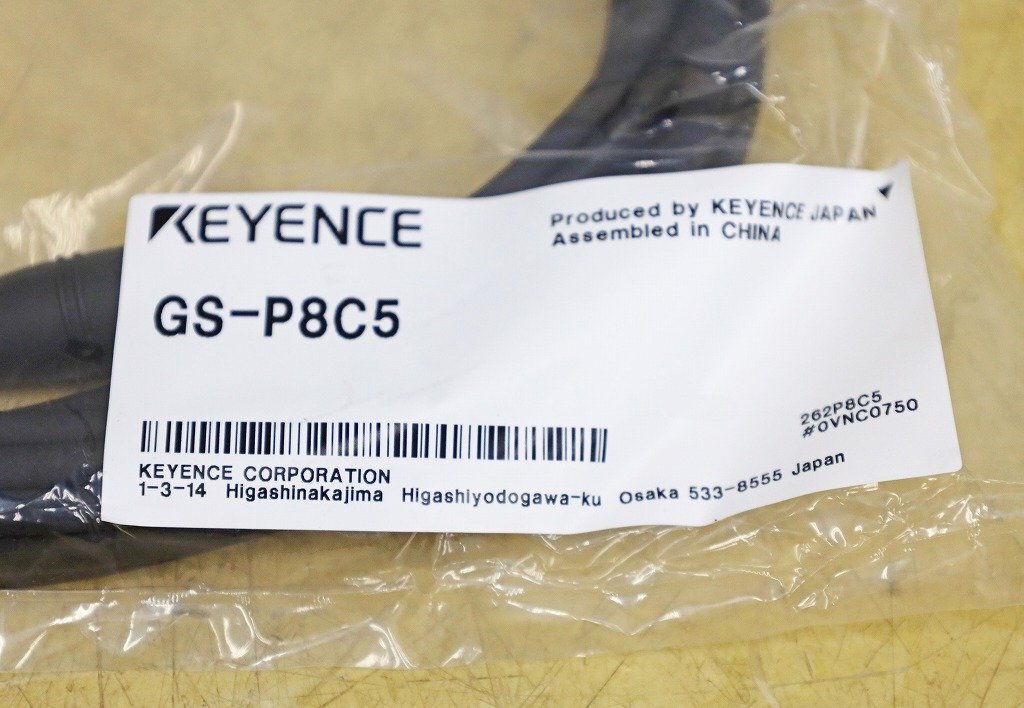 KEYENCE
Produced by KEYENCE JAPAN
Assembled in CHINA
GS-P8C5
262P8C5
#0VNC0750
KEYENCE CORPORATION
1-3-14 Higashinakajima Higashiyodogawa-ku Osaka 533-8555 Japan